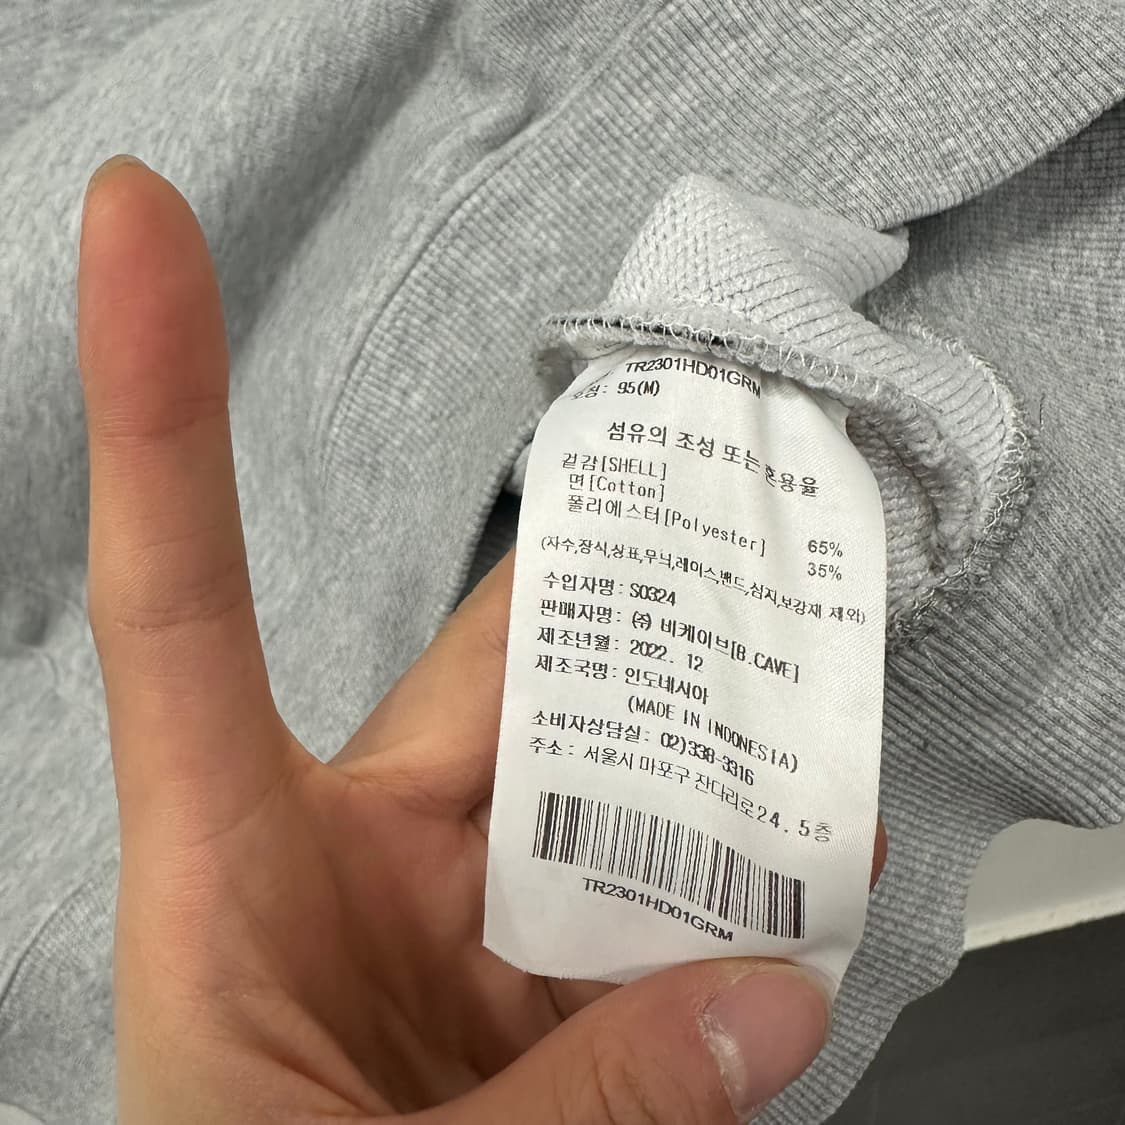 TR2301HD01GRM
호칭: 95(M)
섬유의 조성 또는 혼용율
겉감[SHELL]
면[Cotton] 65%
폴리에스터[Polyester] 35%
(자수,장식,상표,무늬,레이스,밴드,심지,보강재 제외)
수입자명: S0324
판매자명: ㈜ 비케이브[B.CAVE]
제조년월: 2022. 12
제조국명: 인도네시아
(MADE IN INDONESIA)
소비자상담실: 02)338-3316
주소: 서울시 마포구 잔다리로24. 5층
TR2301HD01GRM